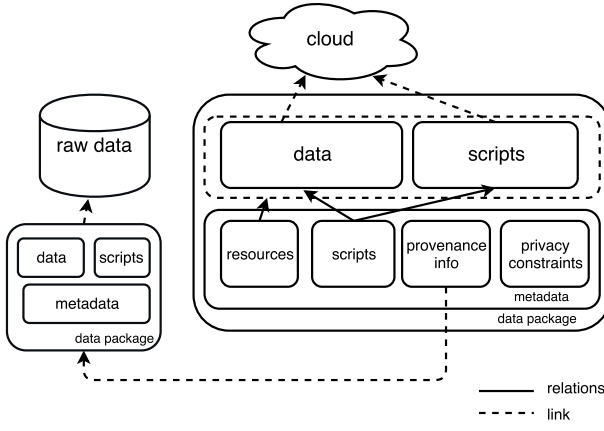 cloud
raw data
data
scripts
data
scripts
metadata
data package
resources
scripts
provenance
info
privacy
constraints
metadata
data package
relations
link